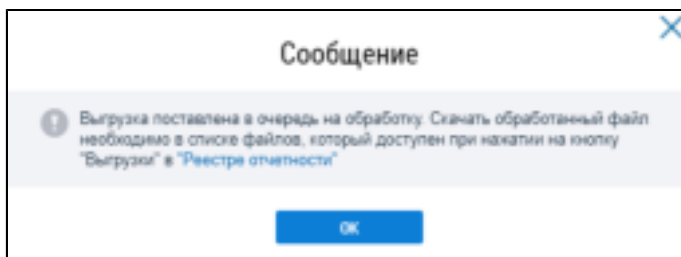 Сообщение
Выгрузка поставлена в очередь на обработку. Скачать обработанный файл
необходимо в списке файлов, который доступен при нажатии на кнопку
"Выгрузки" в "Реестре отчетности"
ОК